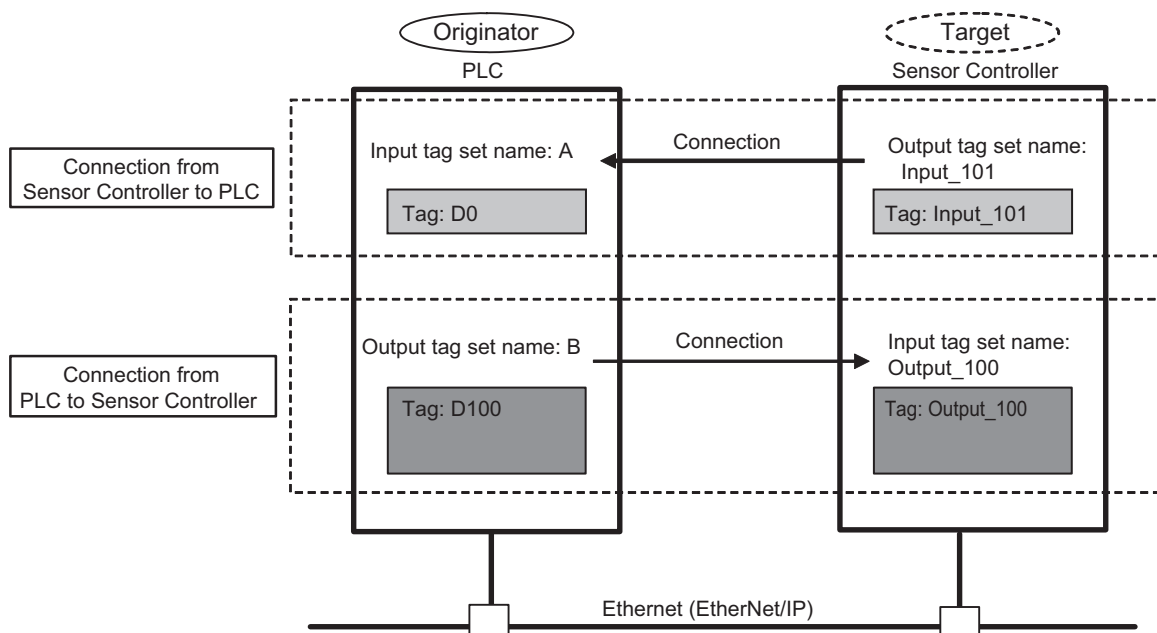 Originator
Target
PLC
Sensor Controller
Connection from
Sensor Controller to PLC
Input tag set name: A
Connection
Output tag set name:
Input_101
Tag: D0
Tag: Input_101
Connection from
PLC to Sensor Controller
Output tag set name: B
Connection
Input tag set name:
Output_100
Tag: D100
Tag: Output_100
Ethernet (EtherNet/IP)